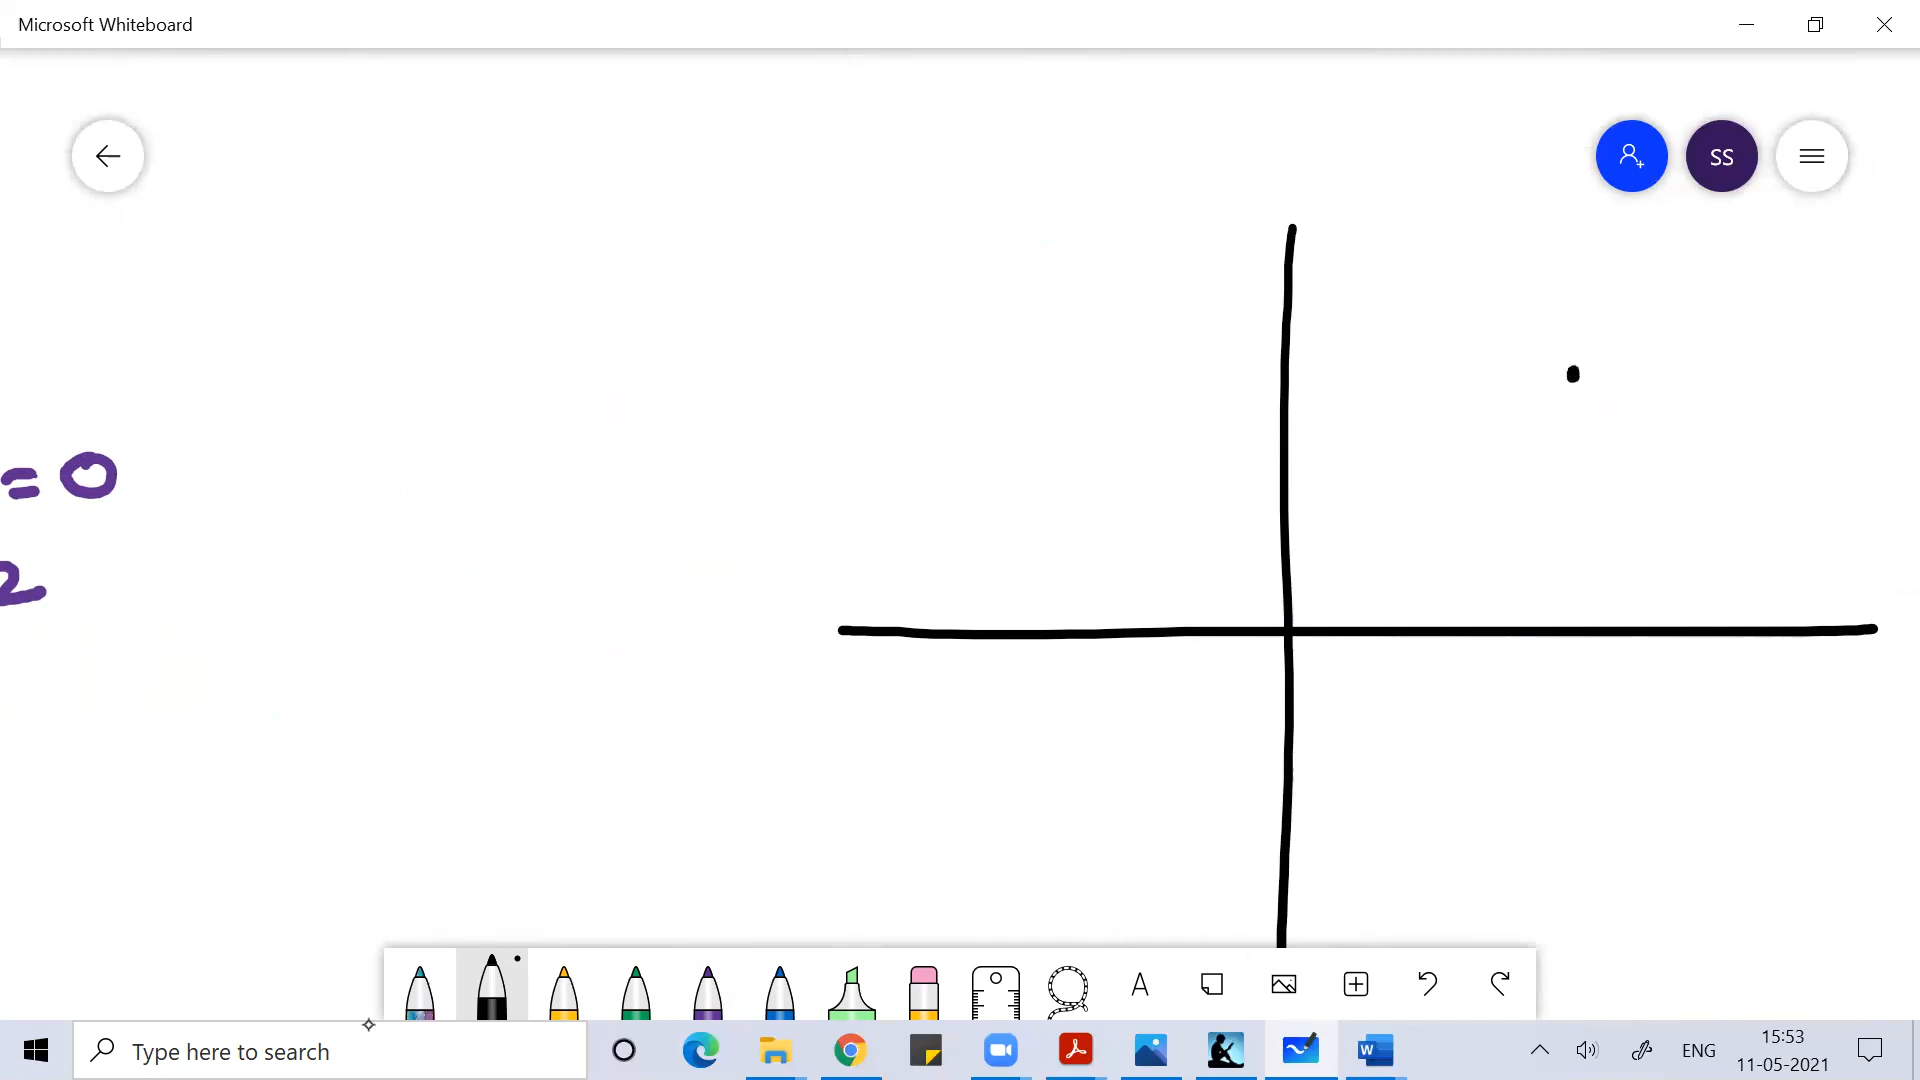 Microsoft Whiteboard
SS
= 0
2
A
Type here to search
W
ENG
15:53
11-05-2021